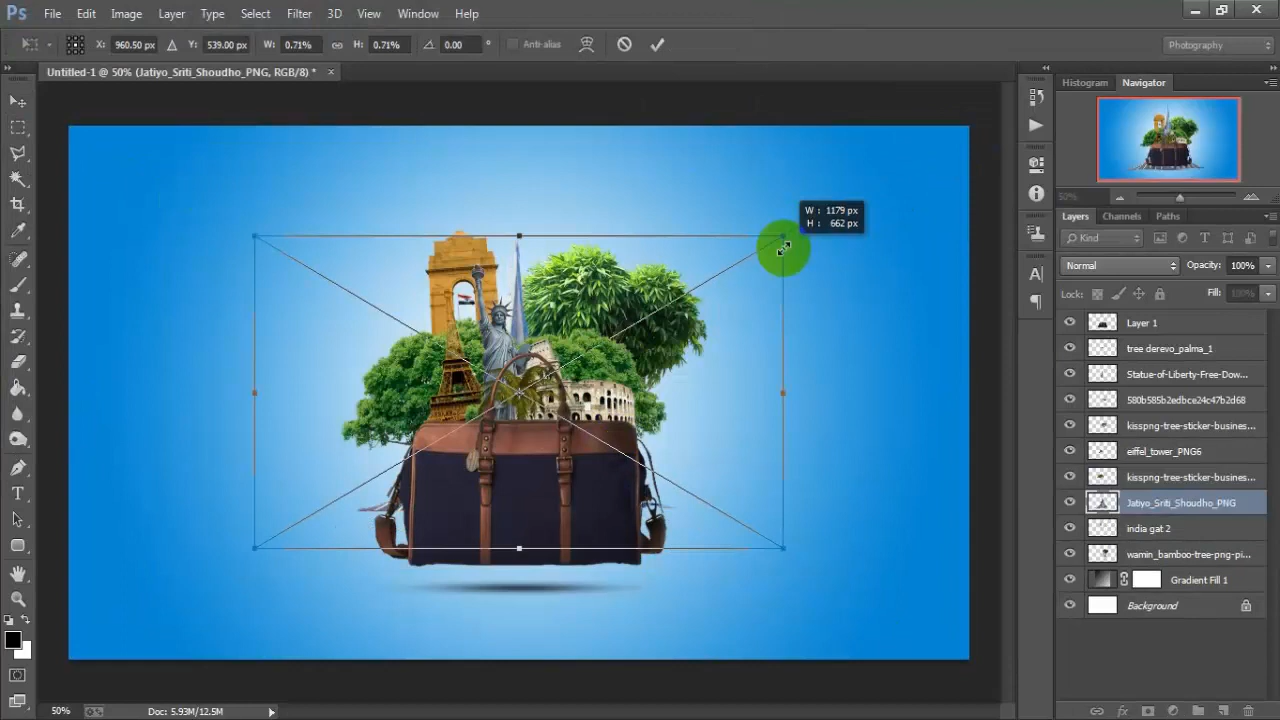 Ps File Edit Image Layer Type Select Filter 3D View Window Help
X: 960.50 px Y: 539.00 px W: 0.71% H: 0.71% 0.00 ° Anti-alias Photography
Untitled-1 @ 50% (Jatiyo_Sriti_Shoudho_PNG, RGB/8) * ×
Histogram Navigator
50%
W : 1179 px
H : 662 px
Layers Channels Paths
Kind
Normal Opacity: 100%
Lock: Fill: 100%
Layer 1
tree derevo_palma_1
Statue-of-Liberty-Free-Dow...
580b585b2edbce24c47b2d68
kisspng-tree-sticker-busines...
eiffel_tower_PNG6
kisspng-tree-sticker-busines...
Jatiyo_Sriti_Shoudho_PNG
india gat 2
wamin_bamboo-tree-png-pi...
Gradient Fill 1
Background
50% Doc: 5.93M/12.5M